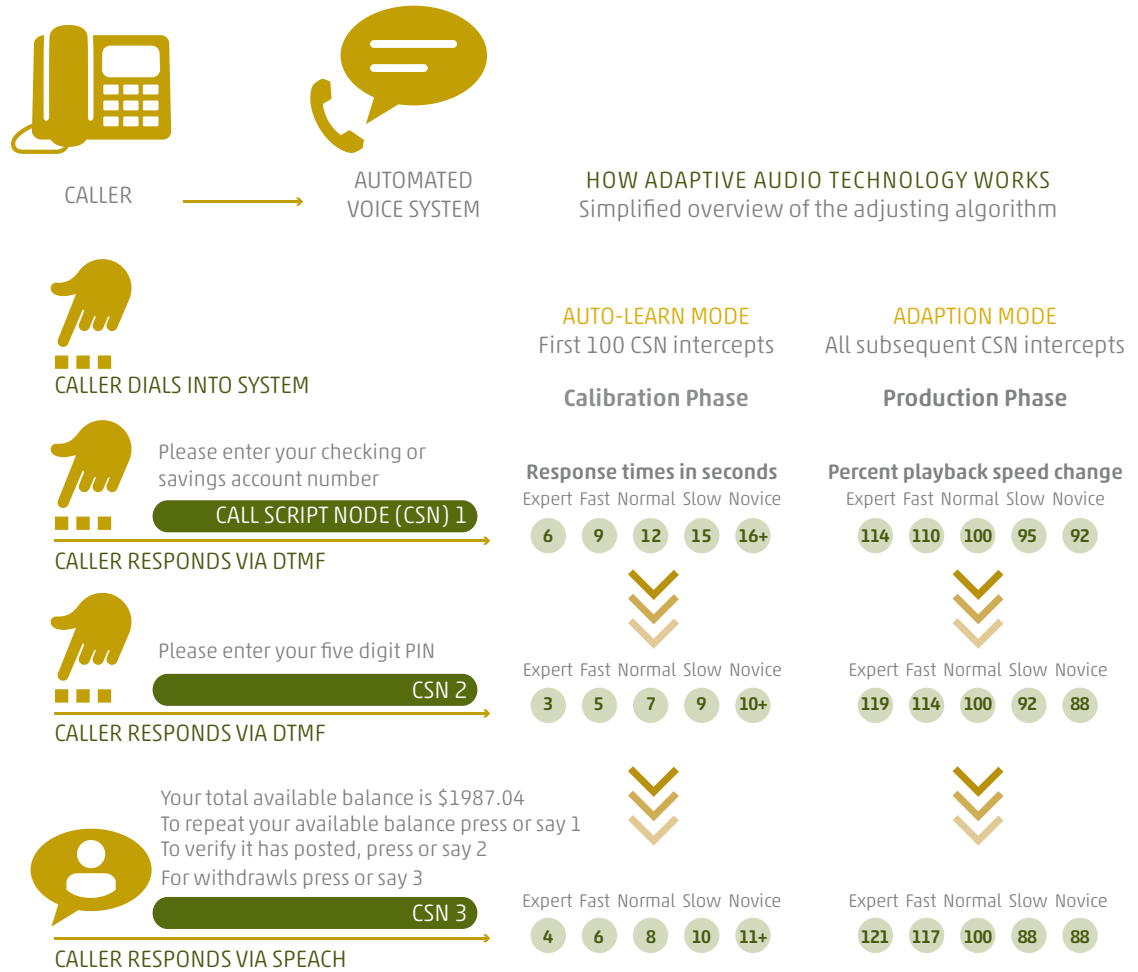 CALLER
AUTOMATED
VOICE SYSTEM
HOW ADAPTIVE AUDIO TECHNOLOGY WORKS
Simplified overview of the adjusting algorithm
CALLER DIALS INTO SYSTEM
AUTO-LEARN MODE
First 100 CSN intercepts
Calibration Phase
ADAPTION MODE
All subsequent CSN intercepts
Production Phase
Please enter your checking or
savings account number
CALL SCRIPT NODE (CSN) 1
CALLER RESPONDS VIA DTMF
Response times in seconds
Expert Fast Normal Slow Novice
6 9 12 15 16+
Percent playback speed change
Expert Fast Normal Slow Novice
114 110 100 95 92
Please enter your five digit PIN
CSN 2
CALLER RESPONDS VIA DTMF
Expert Fast Normal Slow Novice
3 5 7 9 10+
Expert Fast Normal Slow Novice
119 114 100 92 88
Your total available balance is $1987.04
To repeat your available balance press or say 1
To verify it has posted, press or say 2
For withdrawls press or say 3
CSN 3
CALLER RESPONDS VIA SPEACH
Expert Fast Normal Slow Novice
4 6 8 10 11+
Expert Fast Normal Slow Novice
121 117 100 88 88